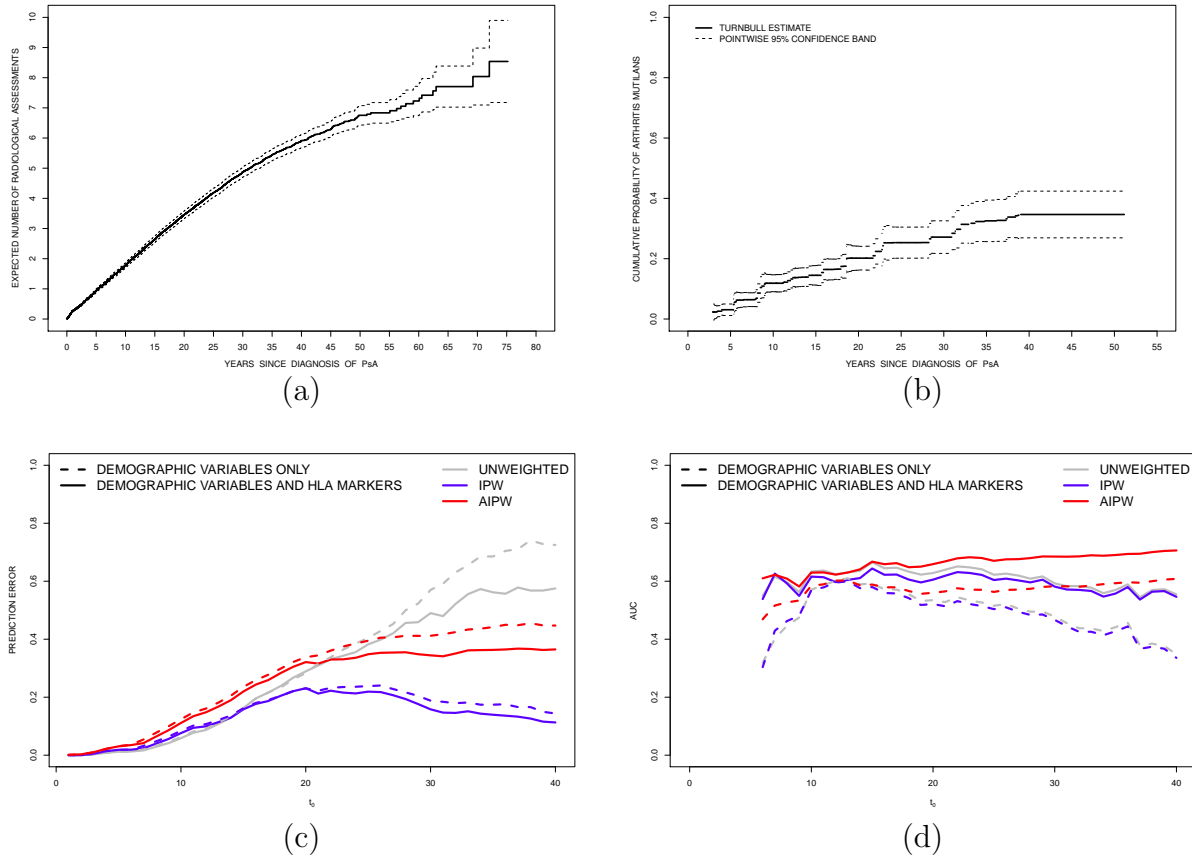 EXPECTED NUMBER OF RADIOLOGICAL ASSESSMENTS
10
9
8
7
6
5
4
3
2
1
0
0 5 10 15 20 25 30 35 40 45 50 55 60 65 70 75 80
YEARS SINCE DIAGNOSIS OF PsA
(a)
CUMULATIVE PROBABILITY OF ARTHRITIS MUTILANS
1.0
0.8
0.6
0.4
0.2
0.0
TURNBULL ESTIMATE
POINTWISE 95% CONFIDENCE BAND
0 5 10 15 20 25 30 35 40 45 50 55
YEARS SINCE DIAGNOSIS OF PsA
(b)
PREDICTION ERROR
1.0
0.8
0.6
0.4
0.2
0.0
DEMOGRAPHIC VARIABLES ONLY
DEMOGRAPHIC VARIABLES AND HLA MARKERS
UNWEIGHTED
IPW
AIPW
0 10 20 30 40
t0
(c)
AUC
1.0
0.8
0.6
0.4
0.2
0.0
DEMOGRAPHIC VARIABLES ONLY
DEMOGRAPHIC VARIABLES AND HLA MARKERS
UNWEIGHTED
IPW
AIPW
0 10 20 30 40
t0
(d)